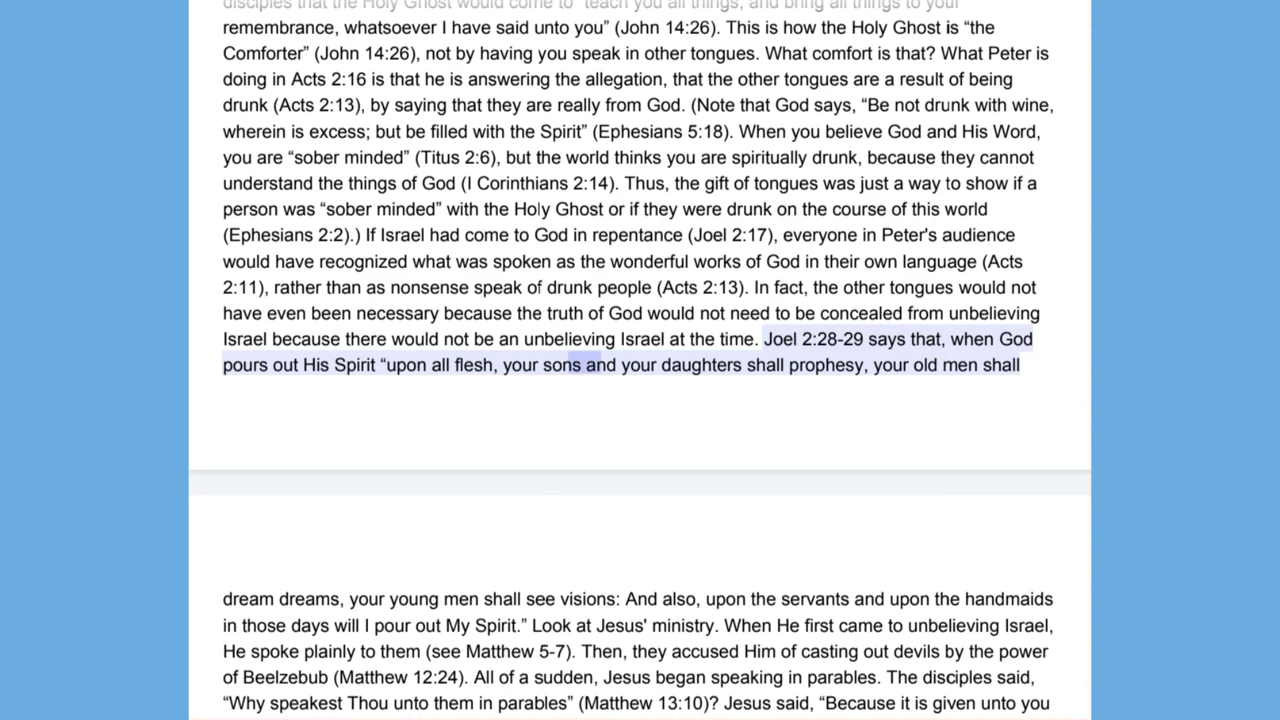 disciples that the Holy Ghost would come to “teach you all things, and bring all things to your
remembrance, whatsoever I have said unto you” (John 14:26). This is how the Holy Ghost is “the
Comforter” (John 14:26), not by having you speak in other tongues. What comfort is that? What Peter is
doing in Acts 2:16 is that he is answering the allegation, that the other tongues are a result of being
drunk (Acts 2:13), by saying that they are really from God. (Note that God says, “Be not drunk with wine,
wherein is excess; but be filled with the Spirit” (Ephesians 5:18). When you believe God and His Word,
you are “sober minded” (Titus 2:6), but the world thinks you are spiritually drunk, because they cannot
understand the things of God (I Corinthians 2:14). Thus, the gift of tongues was just a way to show if a
person was “sober minded” with the Holy Ghost or if they were drunk on the course of this world
(Ephesians 2:2).) If Israel had come to God in repentance (Joel 2:17), everyone in Peter's audience
would have recognized what was spoken as the wonderful works of God in their own language (Acts
2:11), rather than as nonsense speak of drunk people (Acts 2:13). In fact, the other tongues would not
have even been necessary because the truth of God would not need to be concealed from unbelieving
Israel because there would not be an unbelieving Israel at the time. Joel 2:28-29 says that, when God
pours out His Spirit “upon all flesh, your sons and your daughters shall prophesy, your old men shall
dream dreams, your young men shall see visions: And also, upon the servants and upon the handmaids
in those days will I pour out My Spirit.” Look at Jesus' ministry. When He first came to unbelieving Israel,
He spoke plainly to them (see Matthew 5-7). Then, they accused Him of casting out devils by the power
of Beelzebub (Matthew 12:24). All of a sudden, Jesus began speaking in parables. The disciples said,
“Why speakest Thou unto them in parables” (Matthew 13:10)? Jesus said, “Because it is given unto you